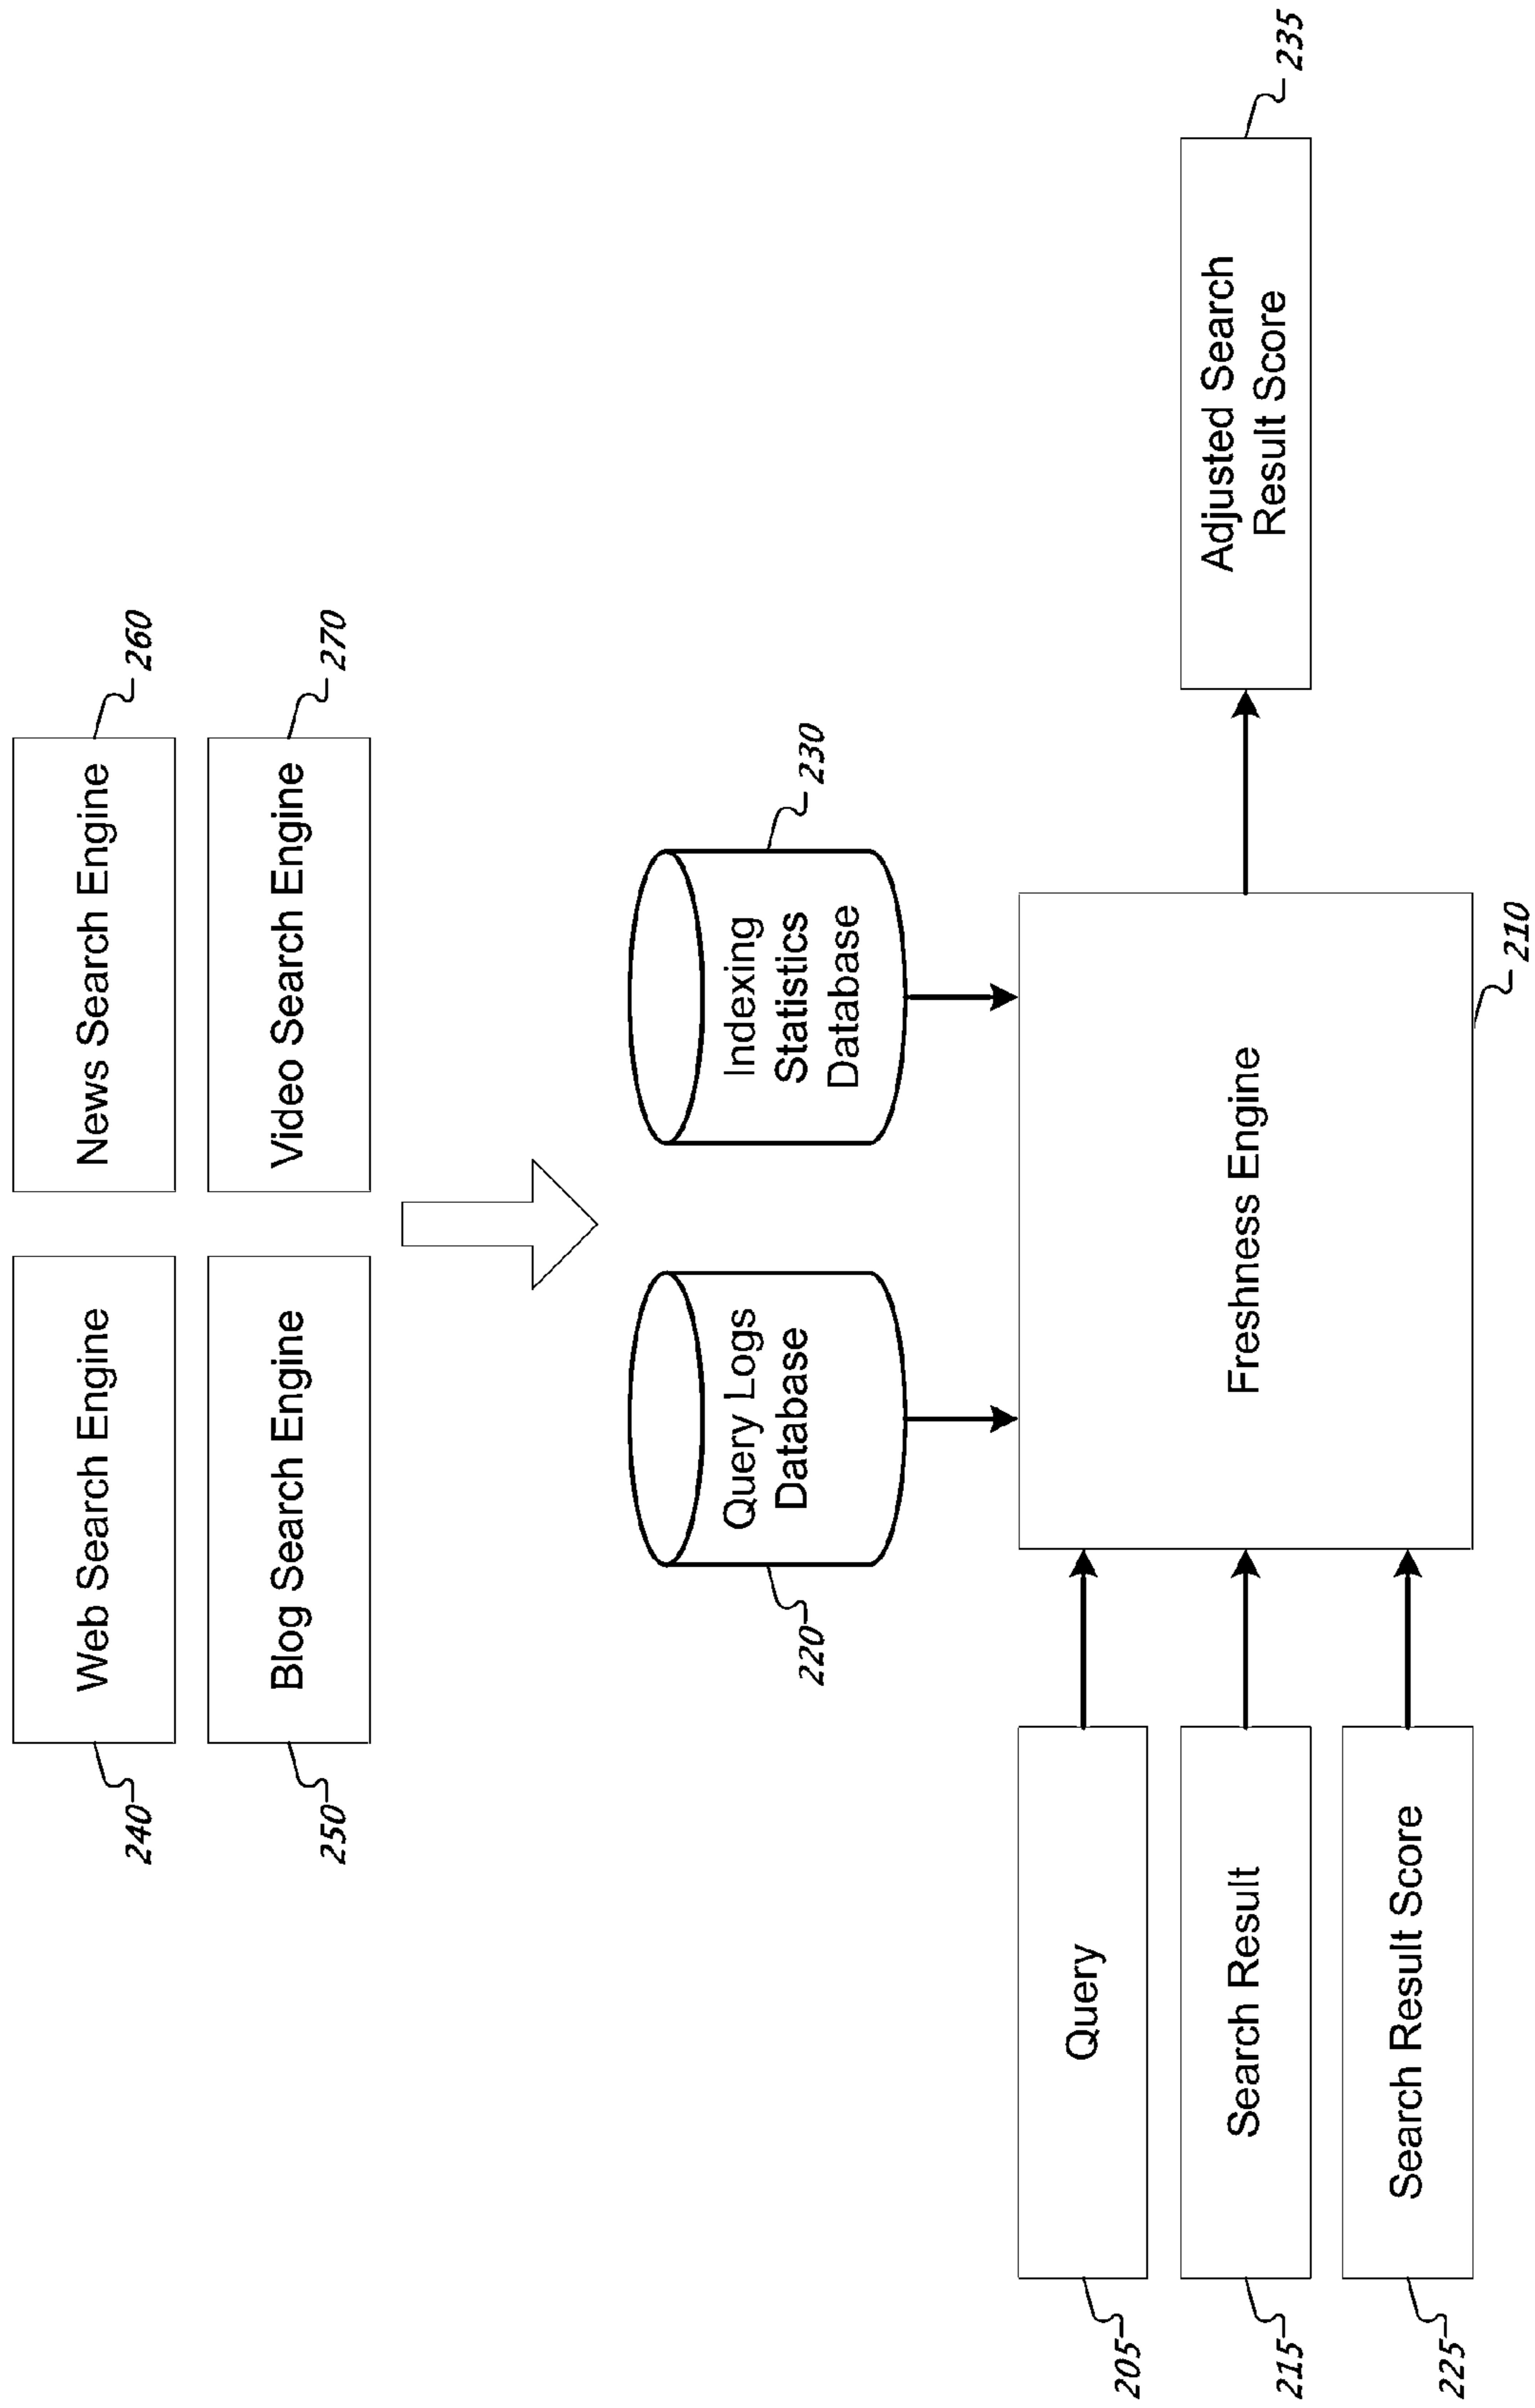 240
Web Search Engine
News Search Engine
260
250
Blog Search Engine
Video Search Engine
270
220
Query Logs
Database
Indexing
Statistics
Database
230
205
Query
215
Search Result
225
Search Result Score
Freshness Engine
210
Adjusted Search
Result Score
235